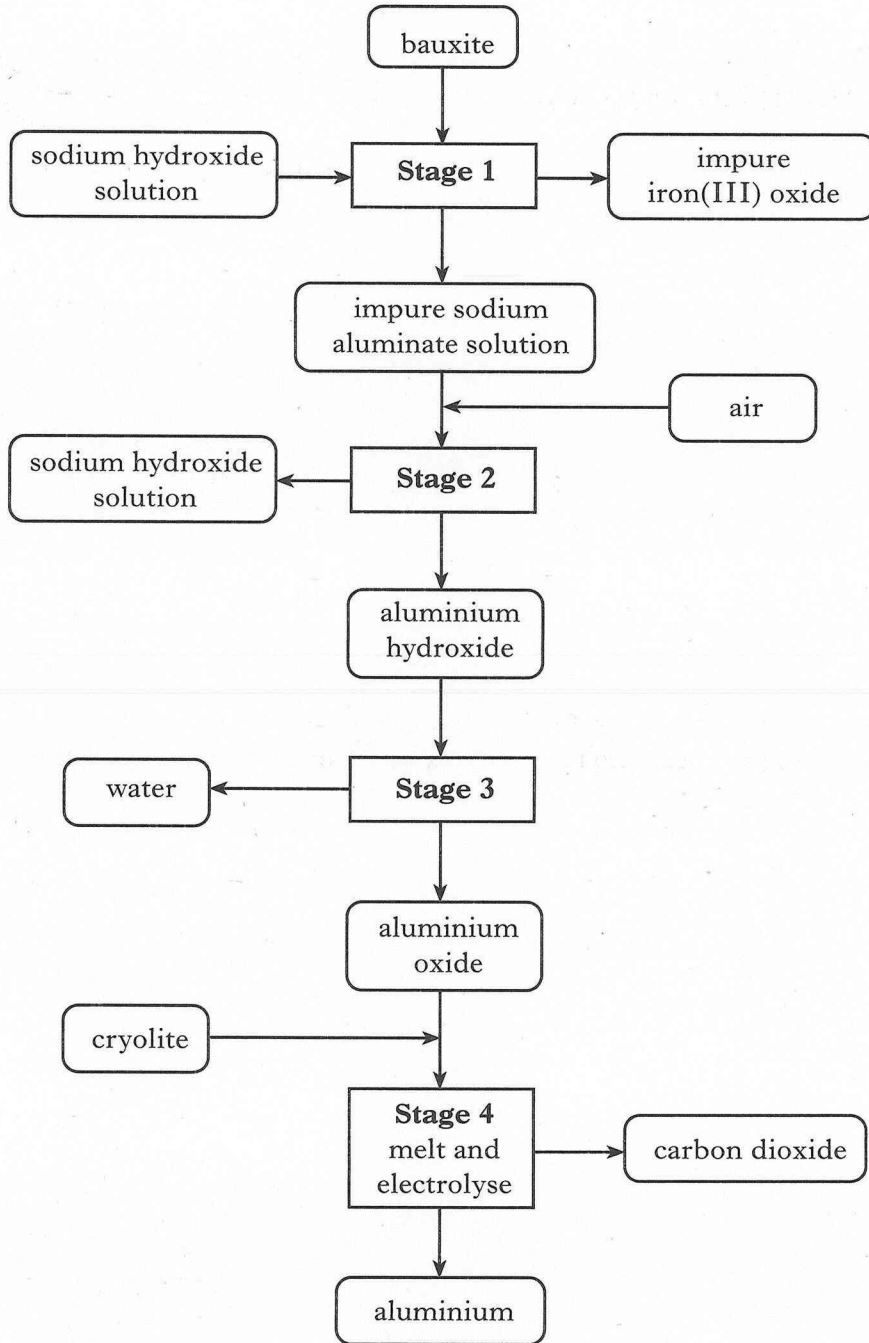 bauxite
sodium hydroxide
solution
Stage 1
impure
iron(III) oxide
impure sodium
aluminate solution
air
sodium hydroxide
solution
Stage 2
aluminium
hydroxide
water
Stage 3
aluminium
oxide
cryolite
Stage 4
melt and
electrolyse
carbon dioxide
aluminium